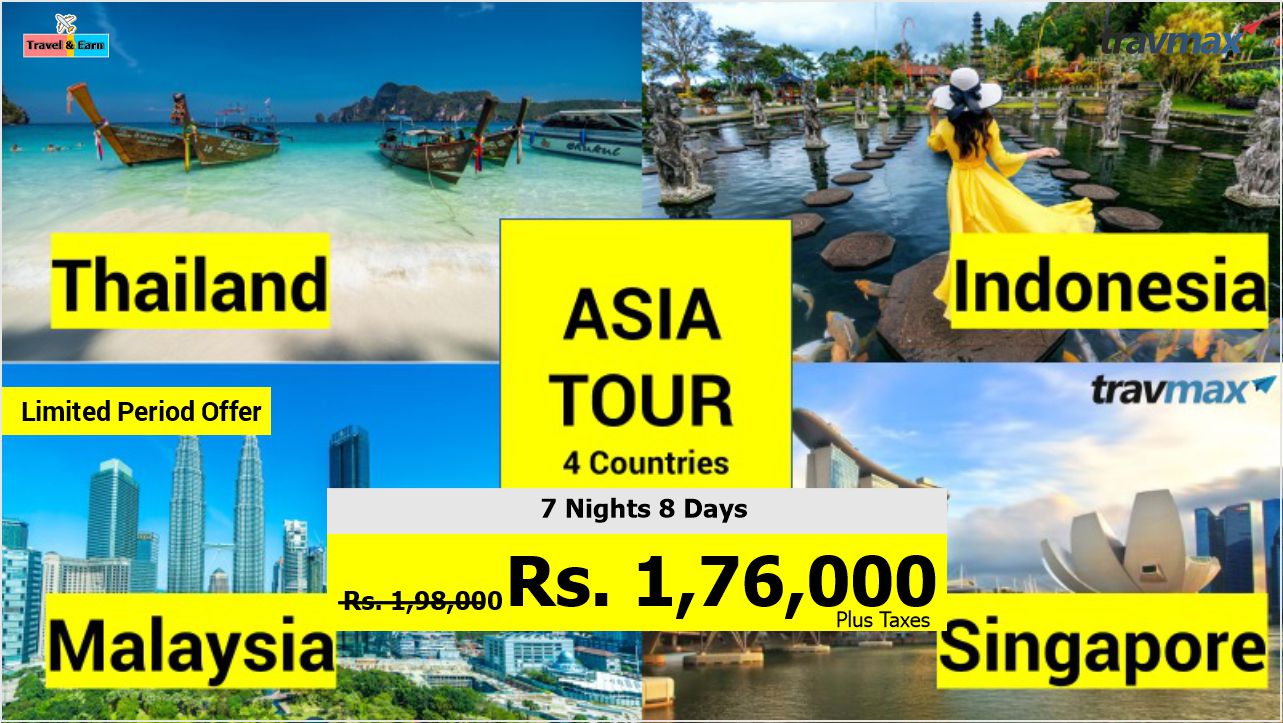 Travel & Earn
travmax
Thailand
Indonesia
ASIA
TOUR
4 Countries
Limited Period Offer
travmax
7 Nights 8 Days
Rs. 1,98,000
Rs. 1,76,000
Plus Taxes
Malaysia
Singapore